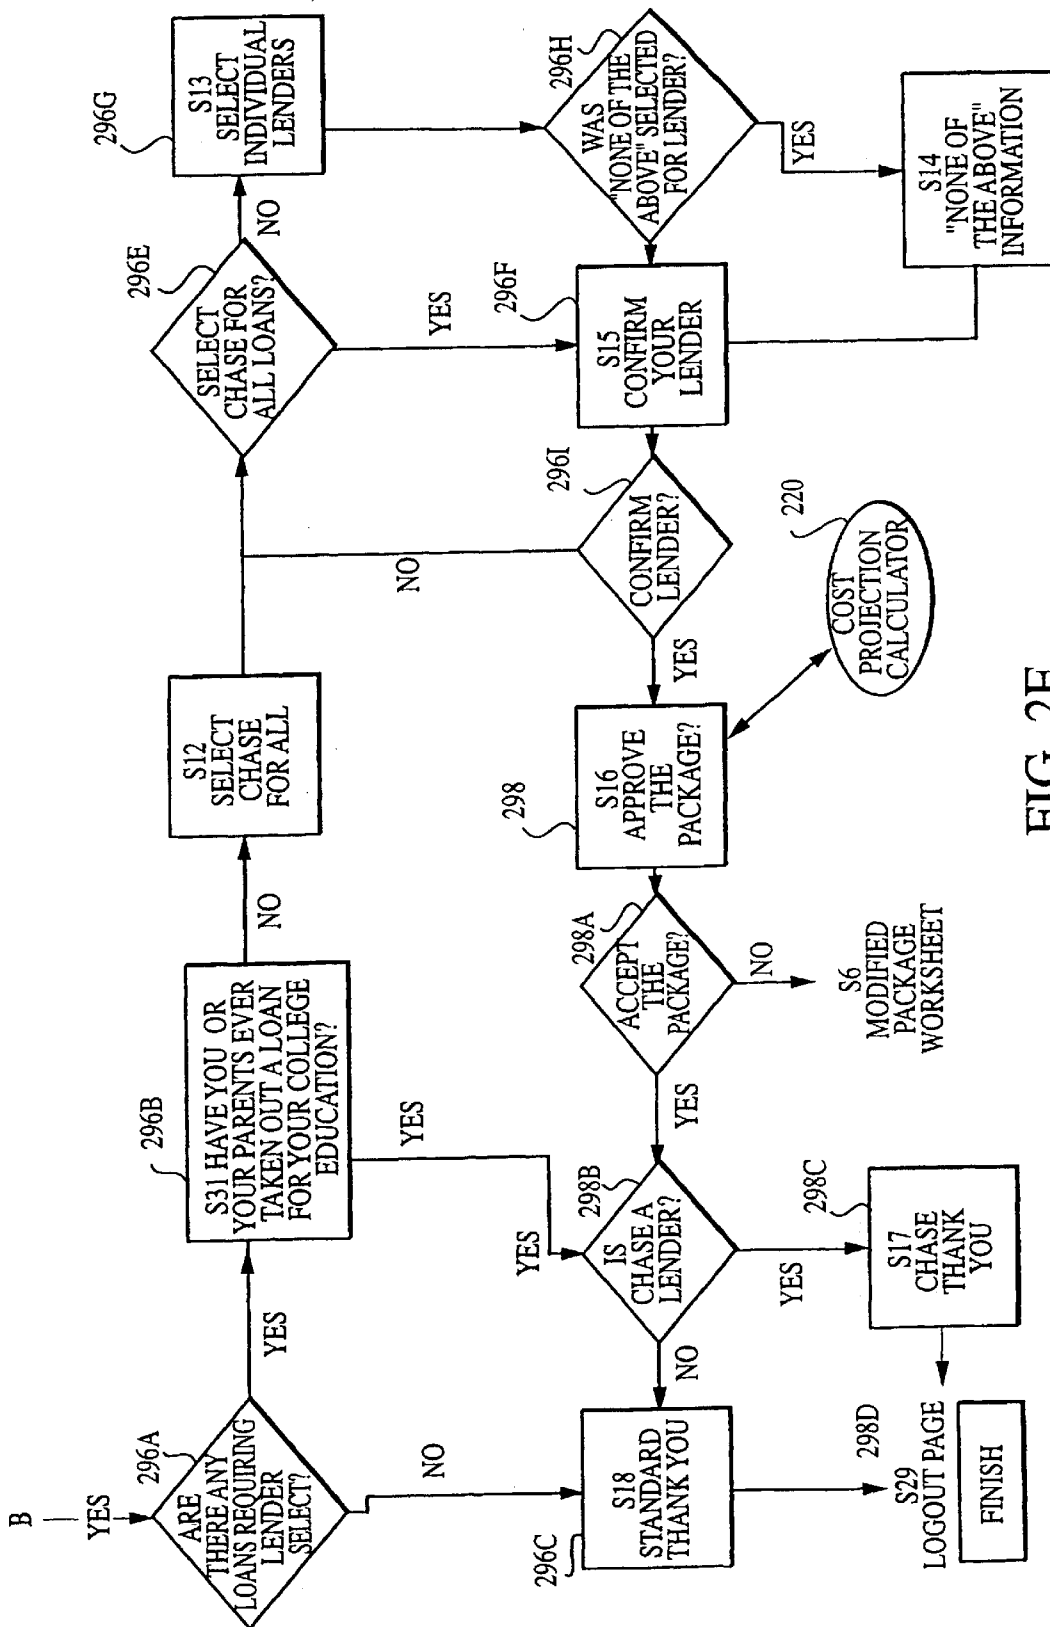 B
YES
296A
ARE
THERE ANY
LOANS REQUIRING
LENDER
SELECT?
YES
NO
296B
S31 HAVE YOU OR
YOUR PARENTS EVER
TAKEN OUT A LOAN
FOR YOUR COLLEGE
EDUCATION?
NO
YES
YES
S12
SELECT
CHASE
FOR ALL
296E
SELECT
CHASE FOR
ALL LOANS?
NO
YES
296G
S13
SELECT
INDIVIDUAL
LENDERS
296H
WAS
"NONE OF THE
ABOVE" SELECTED
FOR LENDER?
YES
S14
"NONE OF
THE ABOVE"
INFORMATION
296F
S15
CONFIRM
YOUR
LENDER
296I
CONFIRM
LENDER?
NO
YES
298
S16
APPROVE
THE
PACKAGE?
220
COST
PROJECTION
CALCULATOR
298A
ACCEPT
THE
PACKAGE?
NO
S6
MODIFIED
PACKAGE
WORKSHEET
YES
298B
IS
CHASE A
LENDER?
YES
NO
298C
S17
CHASE
THANK
YOU
296C
S18
STANDARD
THANK YOU
298D
S29
LOGOUT PAGE
FINISH
FIG.